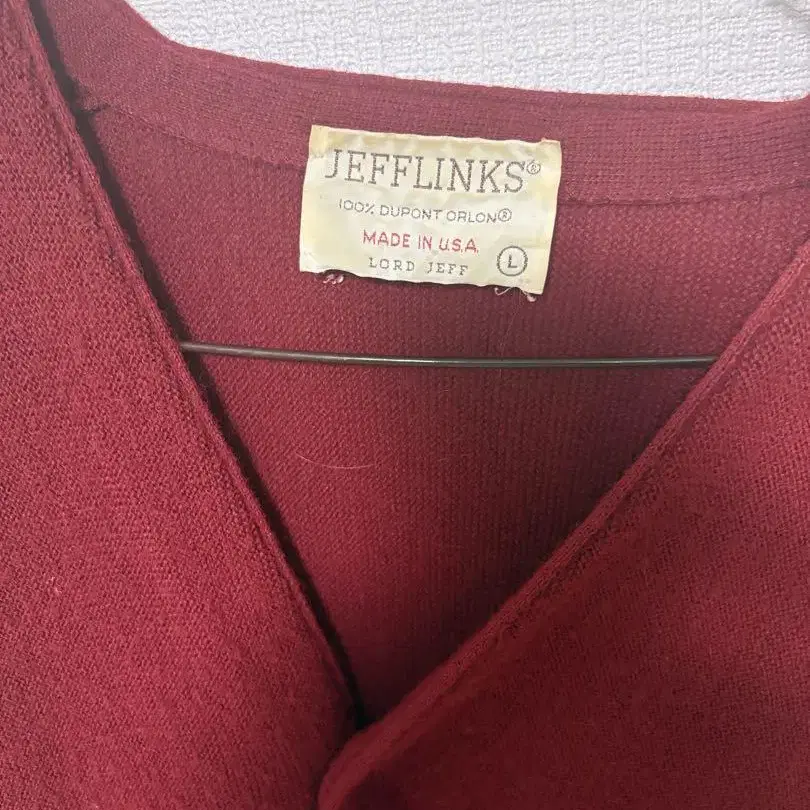 JEFFLINKS®
100% DUPONT ORLON®
MADE IN U.S.A.
LORD JEFF
L